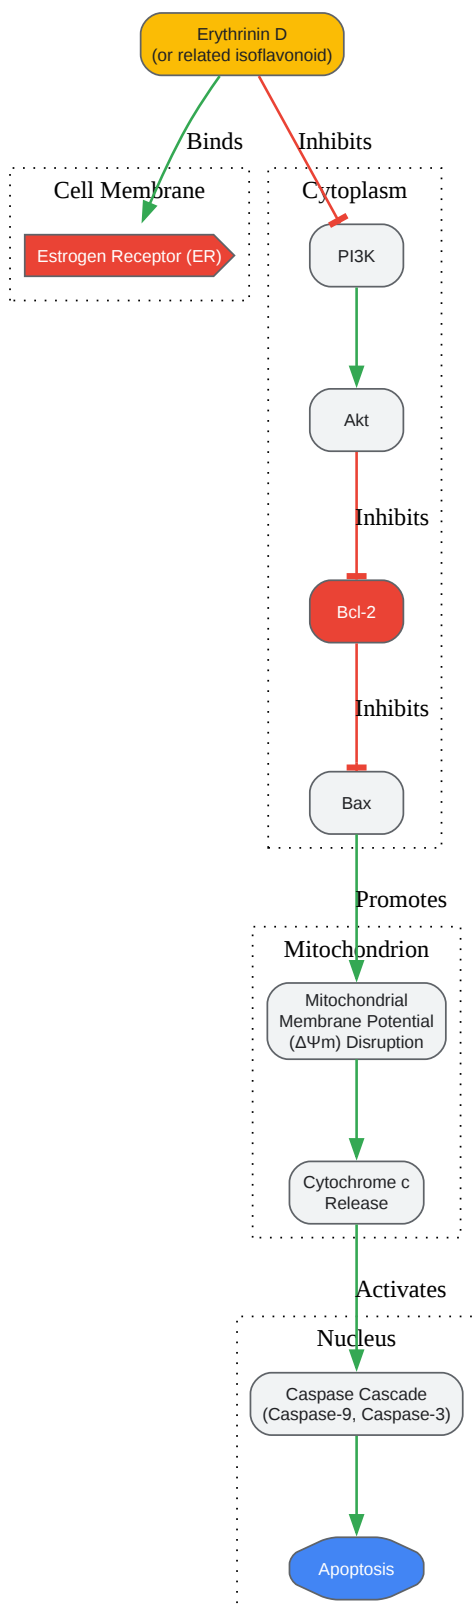 Erythrinin D
(or related isoflavonoid)
Binds
Inhibits
Cell Membrane
Cytoplasm
Estrogen Receptor (ER)
PI3K
Akt
Inhibits
Bcl-2
Inhibits
Bax
Promotes
Mitochondrion
Mitochondrial
Membrane Potential
(ΔΨm) Disruption
Cytochrome c
Release
Activates
Nucleus
Caspase Cascade
(Caspase-9, Caspase-3)
Apoptosis